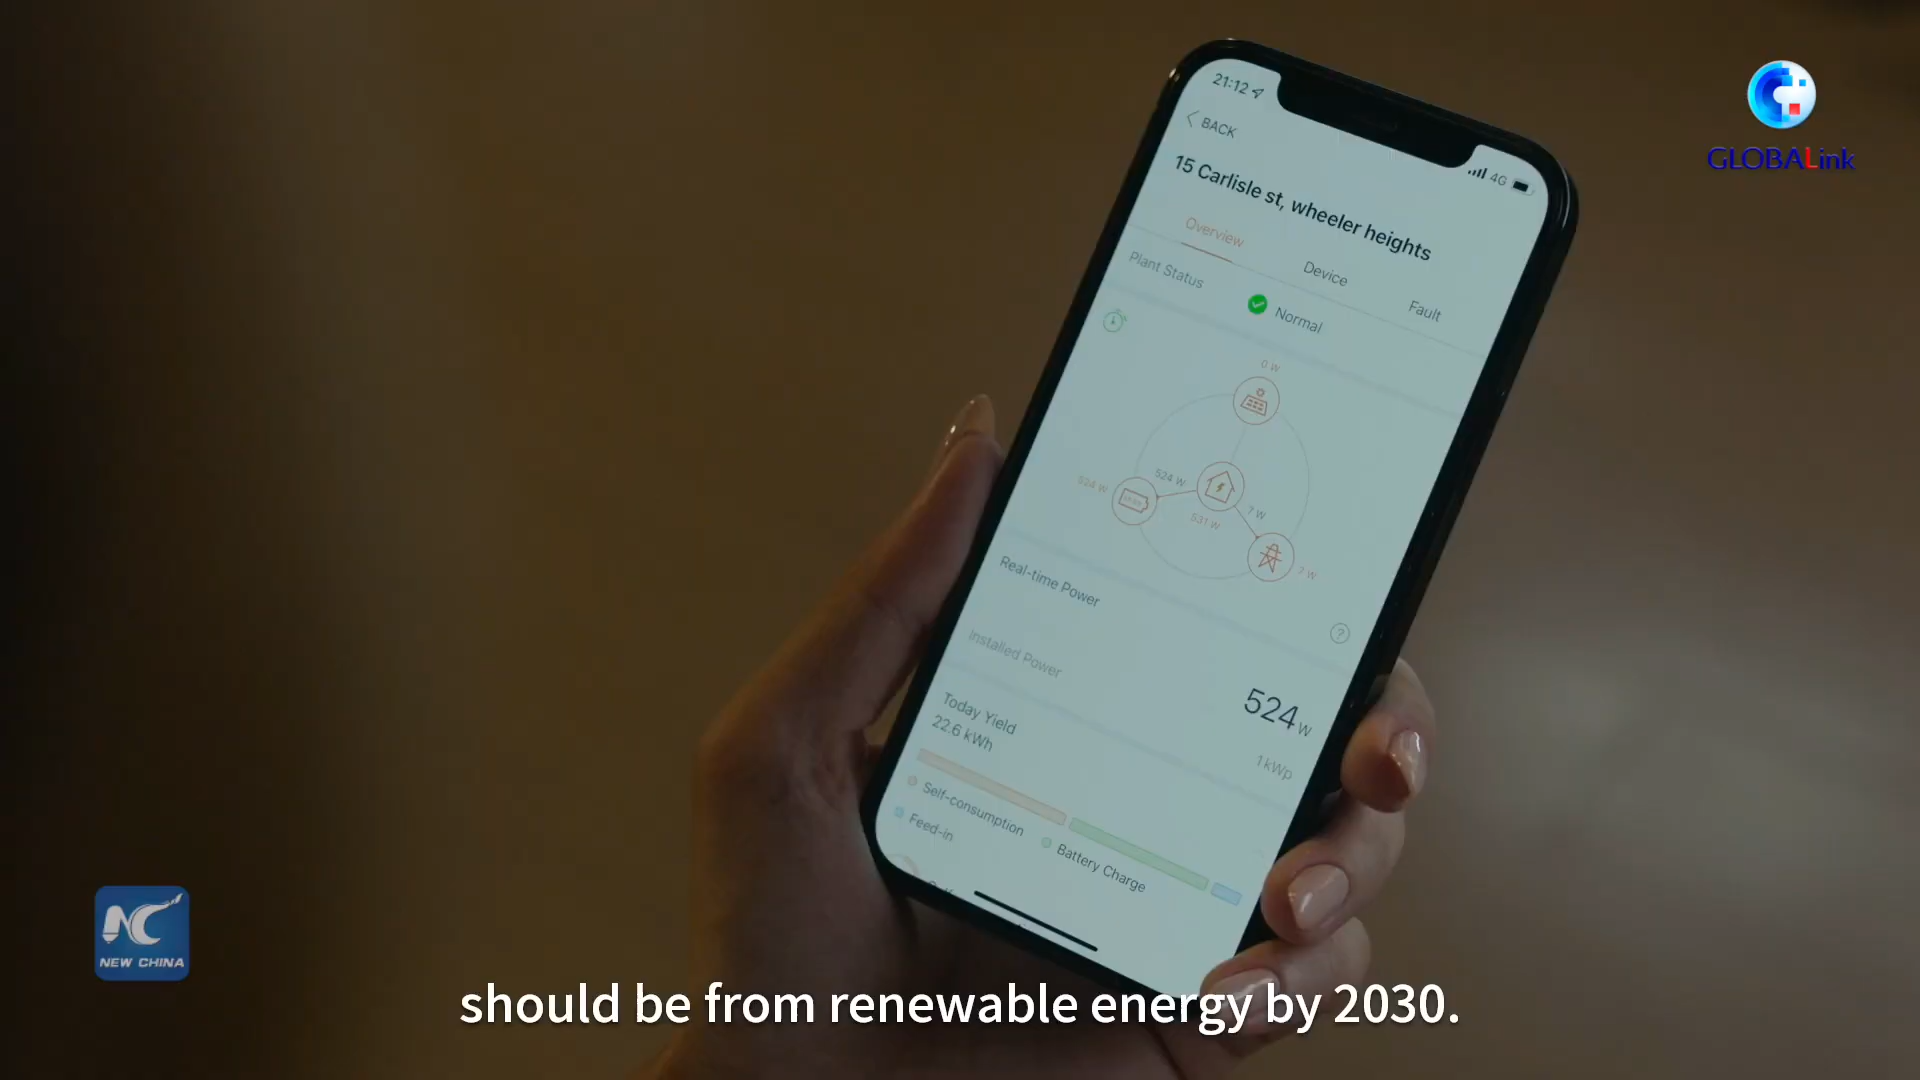 21:12
4G
BACK
15 Carlisle st, wheeler heights
Overview
Device
Fault
Plant Status
Normal
0 W
524 W
524 W
531 W
7 W
7 W
Real-time Power
524 W
Installed Power
1 kWp
Today Yield
22.6 kWh
Self-consumption
Battery Charge
Feed-in
GLOBALink
NC
NEW CHINA
should be from renewable energy by 2030.